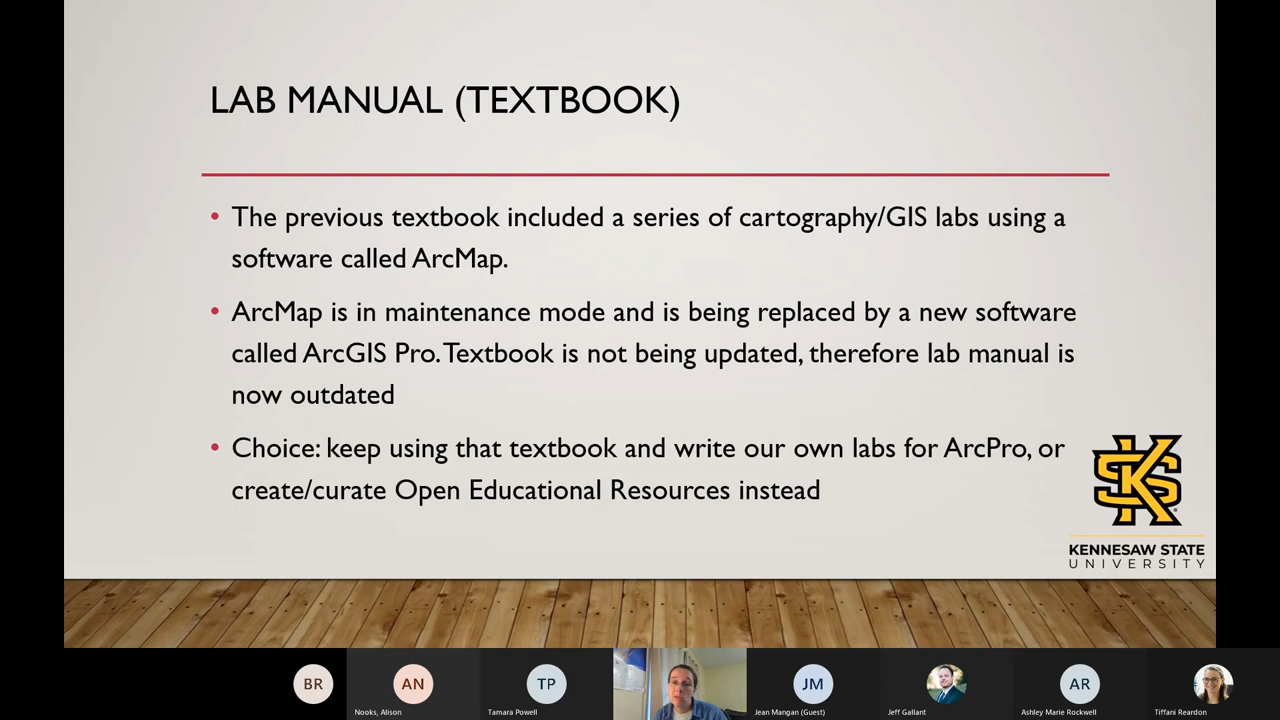 LAB MANUAL (TEXTBOOK)
• The previous textbook included a series of cartography/GIS labs using a
software called ArcMap.
• ArcMap is in maintenance mode and is being replaced by a new software
called ArcGIS Pro. Textbook is not being updated, therefore lab manual is
now outdated
• Choice: keep using that textbook and write our own labs for ArcPro, or
create/curate Open Educational Resources instead
KS
KENNESAW STATE
UNIVERSITY
BR
AN
TP
JM
AR
Nooks, Alison
Tamara Powell
Jean Mangan (Guest)
Jeff Gallant
Ashley Marie Rockwell
Tiffani Reardon